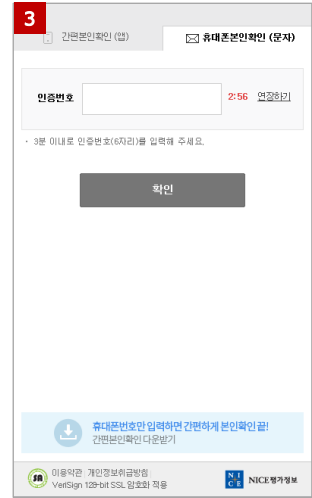 3
간편본인확인 (앱)
휴대폰본인확인 (문자)
인증번호
2:56 연장하기
· 3분 이내로 인증번호(6자리)를 입력해 주세요.
확인
휴대폰번호만 입력하면 간편하게 본인확인 끝!
간편본인확인 다운받기
이용약관 | 개인정보취급방침
VeriSign 128-bit SSL 암호화 적용
NICE
NICE평가정보